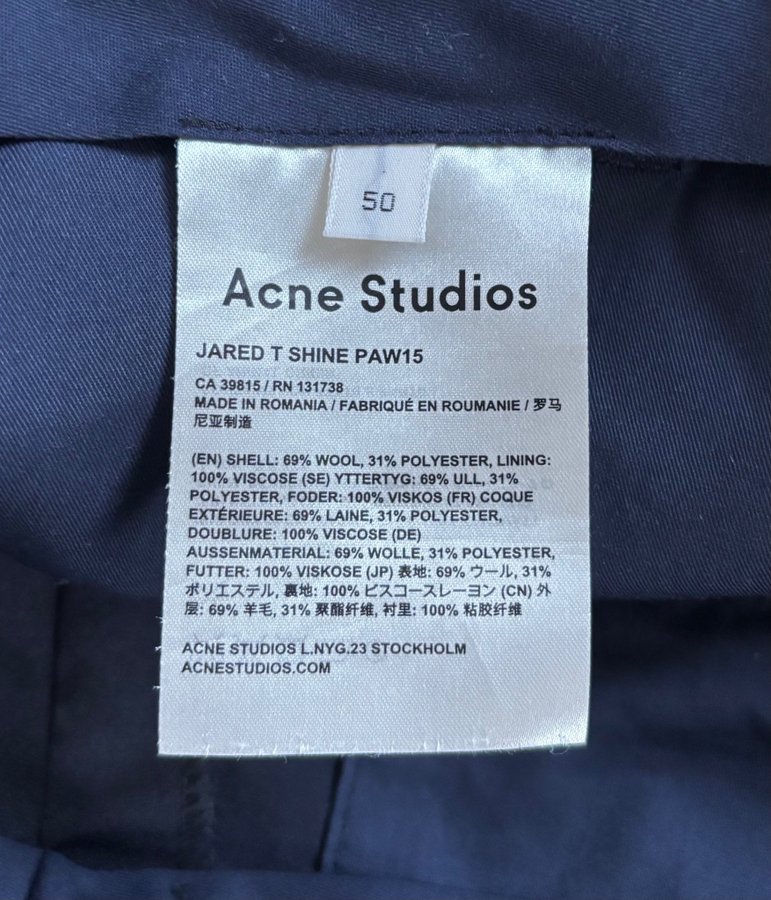 50
Acne Studios
JARED T SHINE PAW15
CA 39815 / RN 131738
MADE IN ROMANIA / FABRIQUÉ EN ROUMANIE / 罗马
尼亚制造
(EN) SHELL: 69% WOOL, 31% POLYESTER, LINING:
100% VISCOSE (SE) YTTERTYG: 69% ULL, 31%
POLYESTER, FODER: 100% VISKOS (FR) COQUE
EXTÉRIEURE: 69% LAINE, 31% POLYESTER,
DOUBLURE: 100% VISCOSE (DE)
AUSSENMATERIAL: 69% WOLLE, 31% POLYESTER,
FUTTER: 100% VISKOSE (JP) 表地: 69% ウール, 31%
ポリエステル, 裏地: 100% ビスコースレーヨン (CN) 外
层: 69% 羊毛, 31% 聚酯纤维, 衬里: 100% 粘胶纤维
ACNE STUDIOS L.NYG.23 STOCKHOLM
ACNESTUDIOS.COM